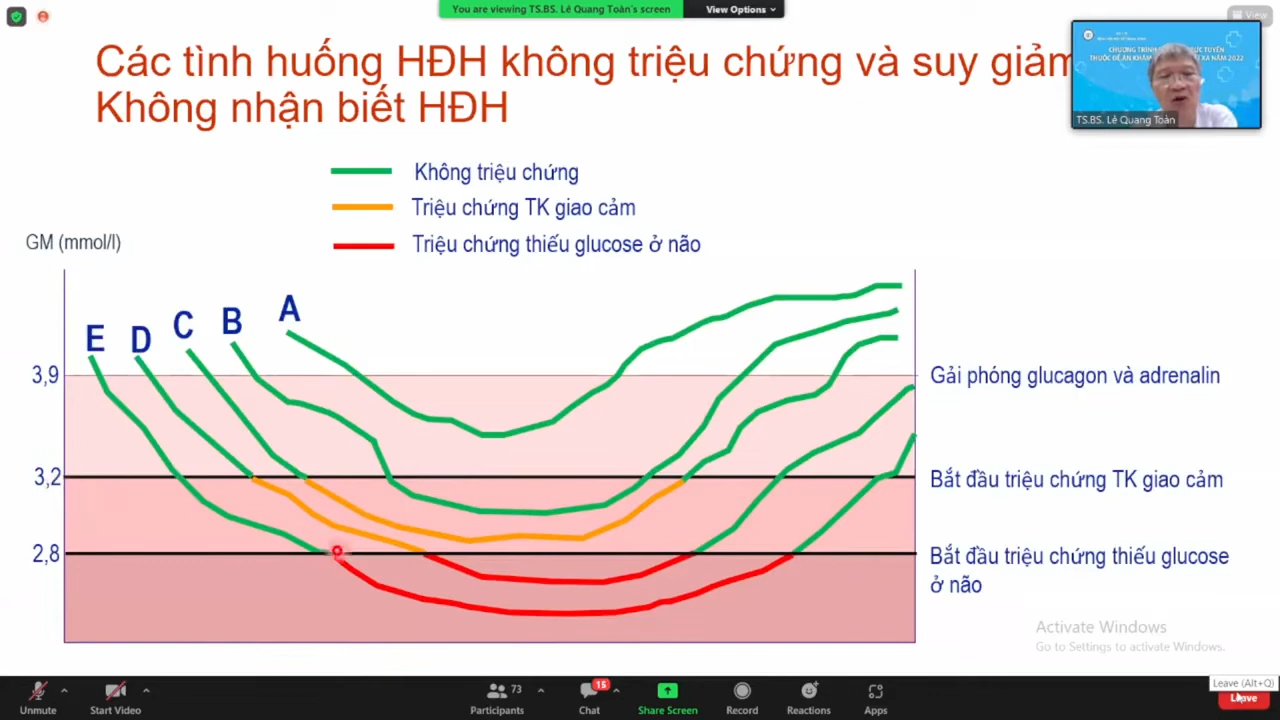 You are viewing TS.BS. Lê Quang Toàn's screen
View Options
View
Các tình huống HĐH không triệu chứng và suy giảm
Không nhận biết HĐH
CHƯƠNG TRÌNH
TS.BS. Lê Quang Toàn
Không triệu chứng
Triệu chứng TK giao cảm
Triệu chứng thiếu glucose ở não
GM (mmol/l)
E D C B A
3,9
Gải phóng glucagon và adrenalin
3,2
Bắt đầu triệu chứng TK giao cảm
2,8
Bắt đầu triệu chứng thiếu glucose
ở não
Activate Windows
Go to Settings to activate Windows.
Leave (Alt+Q)
73
15
Unmute
Start Video
Participants
Chat
Share Screen
Record
Reactions
Apps
Leave